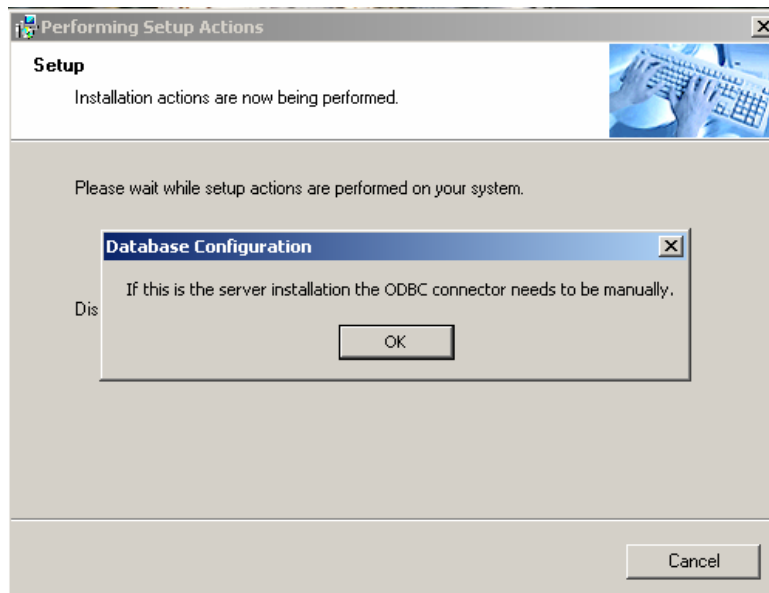 Performing Setup Actions
Setup
Installation actions are now being performed.
Please wait while setup actions are performed on your system.
Database Configuration
If this is the server installation the ODBC connector needs to be manually.
Dis
OK
Cancel